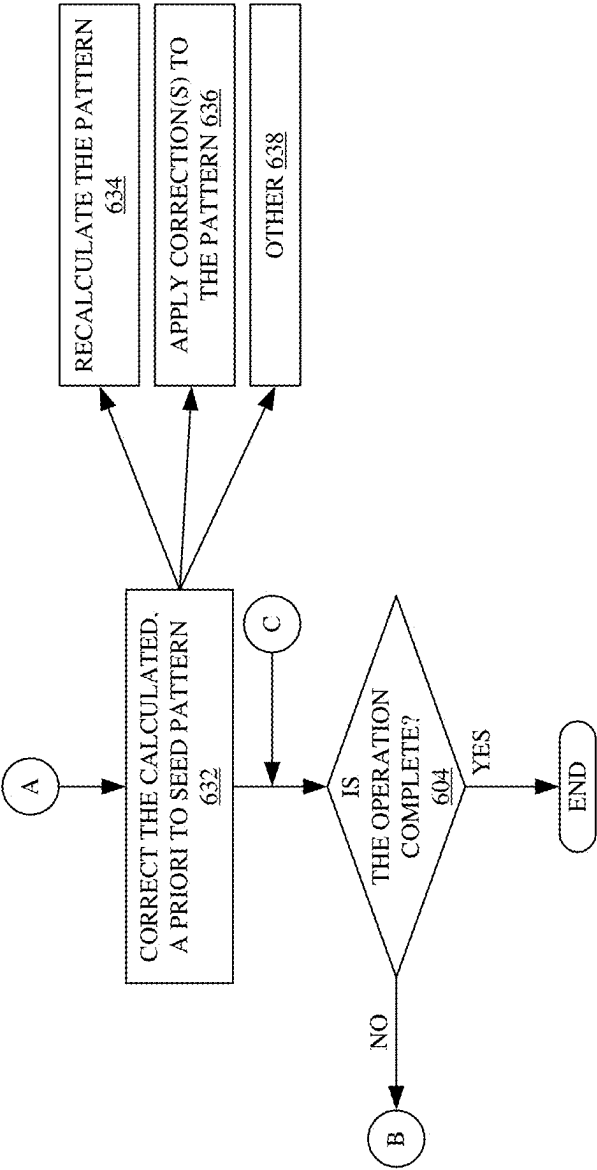 A
CORRECT THE CALCULATED,
A PRIORI TO SEED PATTERN
632
RECALCULATE THE PATTERN
634
APPLY CORRECTION(S) TO
THE PATTERN 636
OTHER 638
C
IS
THE OPERATION
COMPLETE?
604
NO
B
YES
END